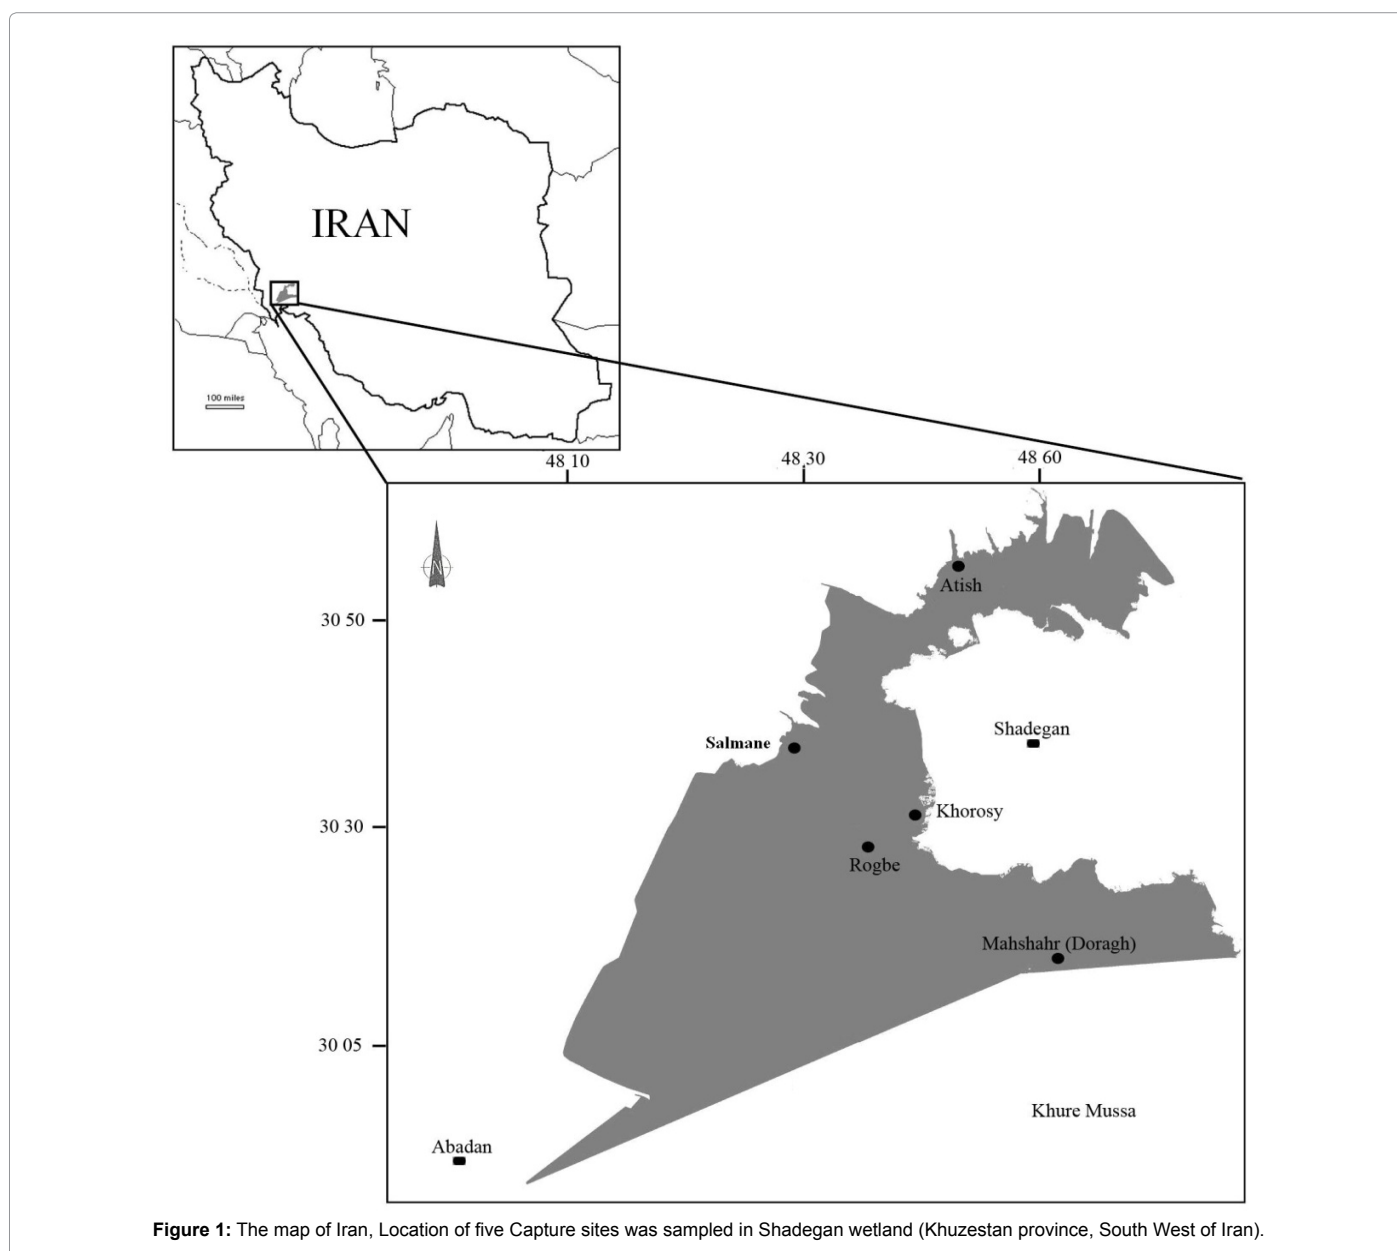 IRAN
100 miles
48 10
48 30
48 60
N
Atish
30 50
Shadegan
Salmane
Khorosy
30 30
Rogbe
Mahshahr (Doragh)
30 05
Khure Mussa
Abadan
Figure 1: The map of Iran, Location of five Capture sites was sampled in Shadegan wetland (Khuzestan province, South West of Iran).